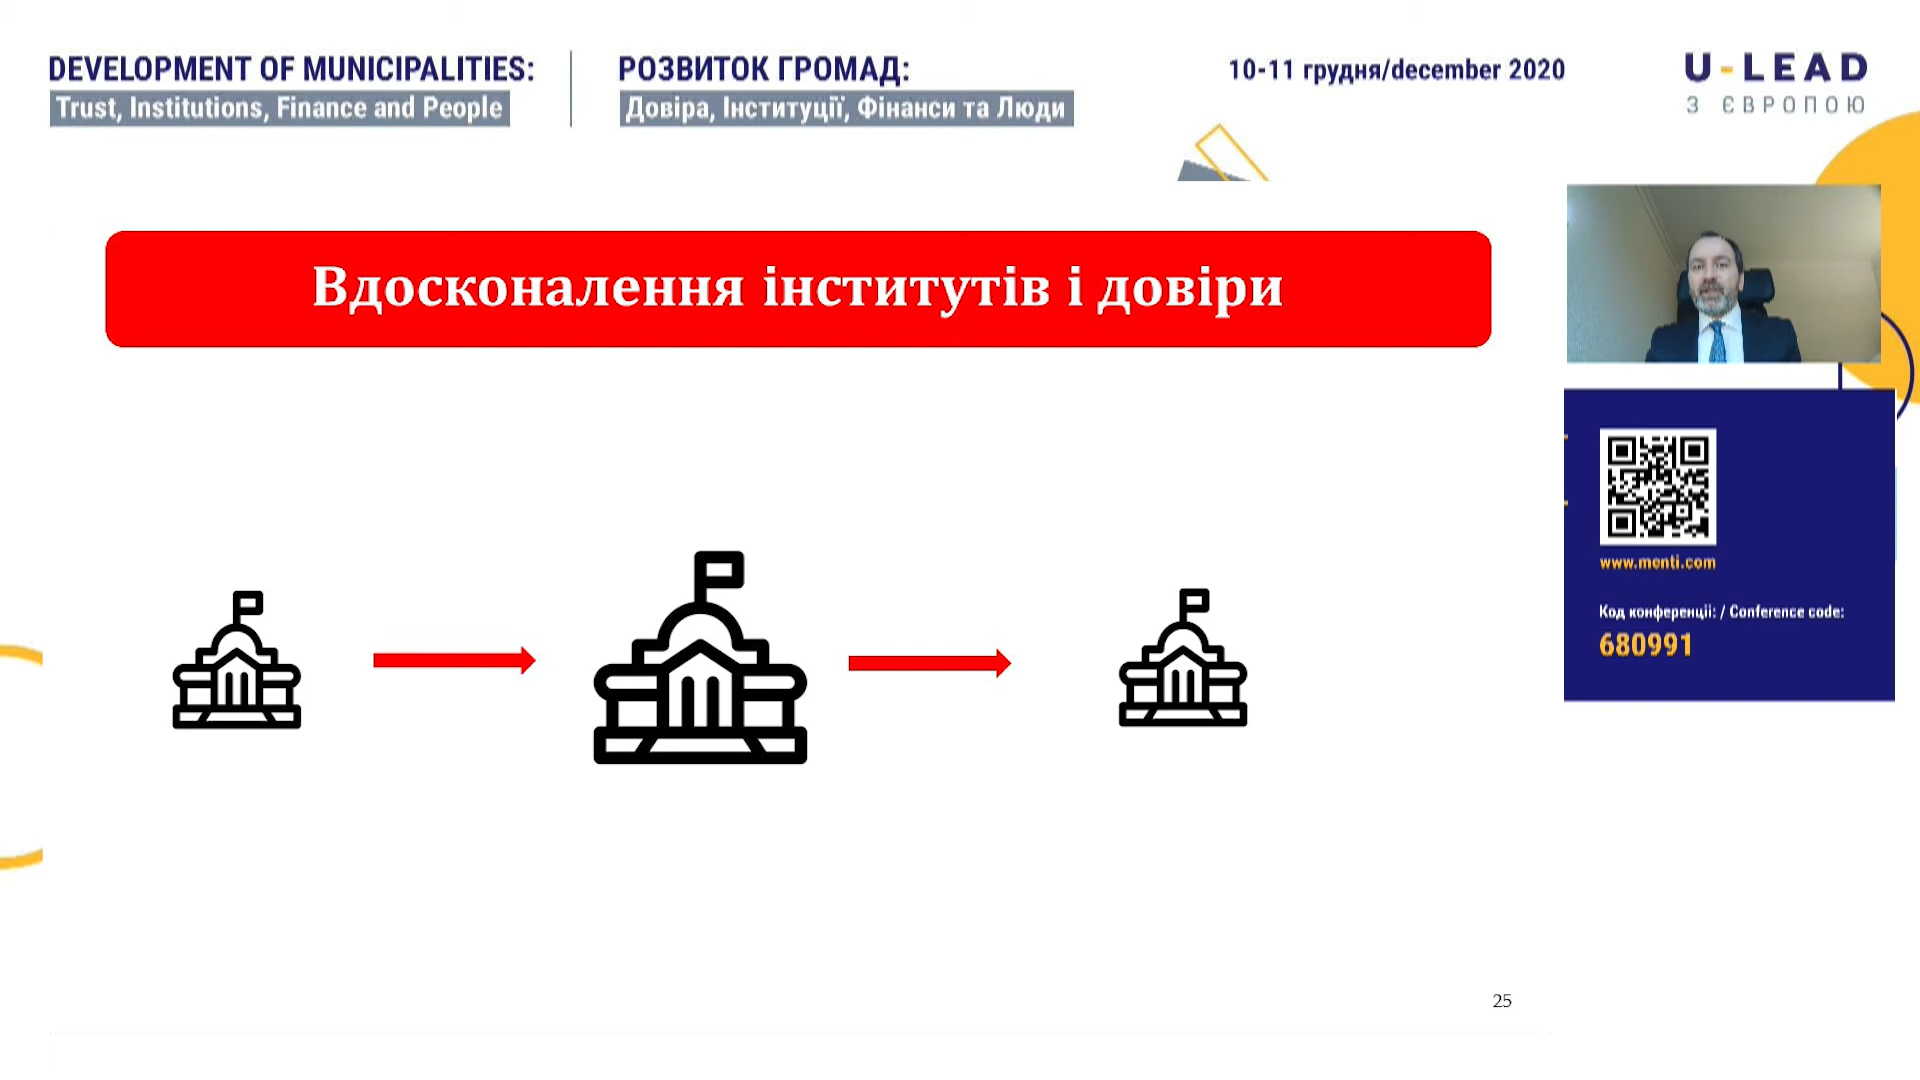 DEVELOPMENT OF MUNICIPALITIES:
Trust, Institutions, Finance and People
РОЗВИТОК ГРОМАД:
Довіра, Інституції, Фінанси та Люди
10-11 грудня/december 2020
U-LEAD
З ЄВРОПОЮ
Вдосконалення інститутів і довіри
www.menti.com
Код конференції: / Conference code:
680991
25